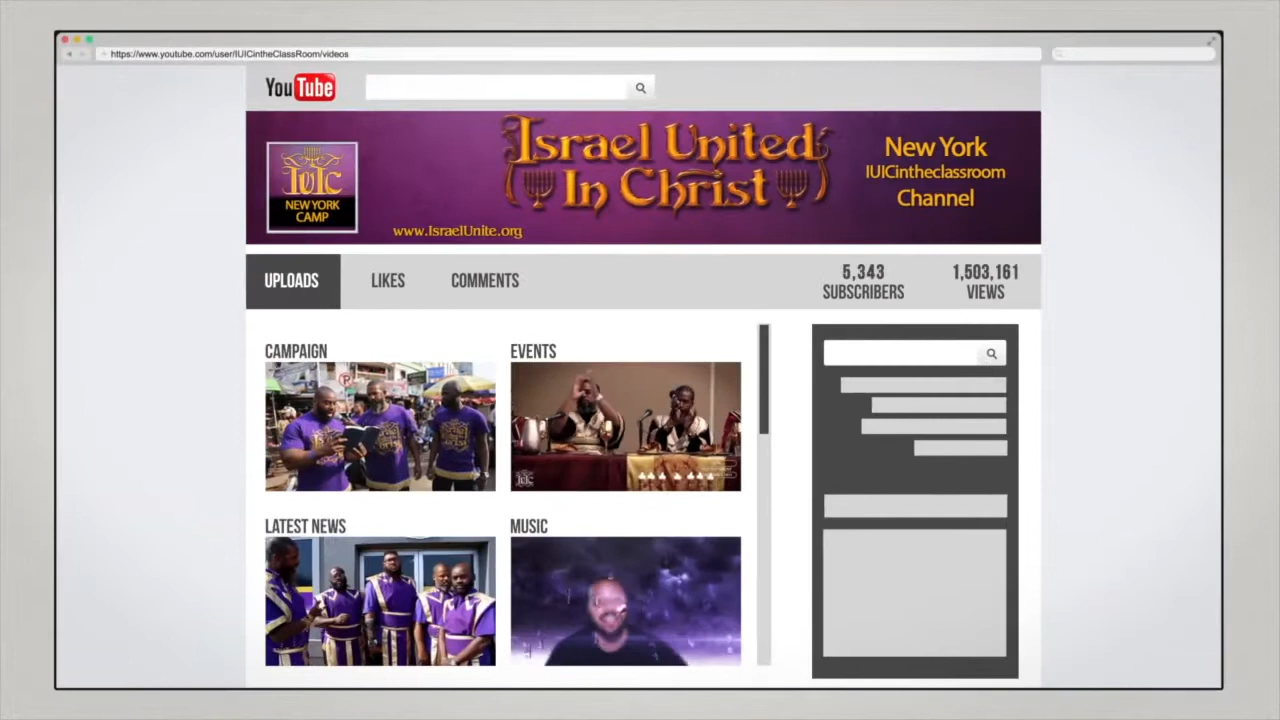 https://www.youtube.com/user/IUICintheClassRoom/videos
YouTube
Israel United
In Christ
IUIC
NEW YORK
CAMP
www.IsraelUnite.org
New York
IUICintheclassroom
Channel
UPLOADS LIKES COMMENTS
5,343
SUBSCRIBERS
1,503,161
VIEWS
CAMPAIGN
EVENTS
P
IUIC
LATEST NEWS
MUSIC